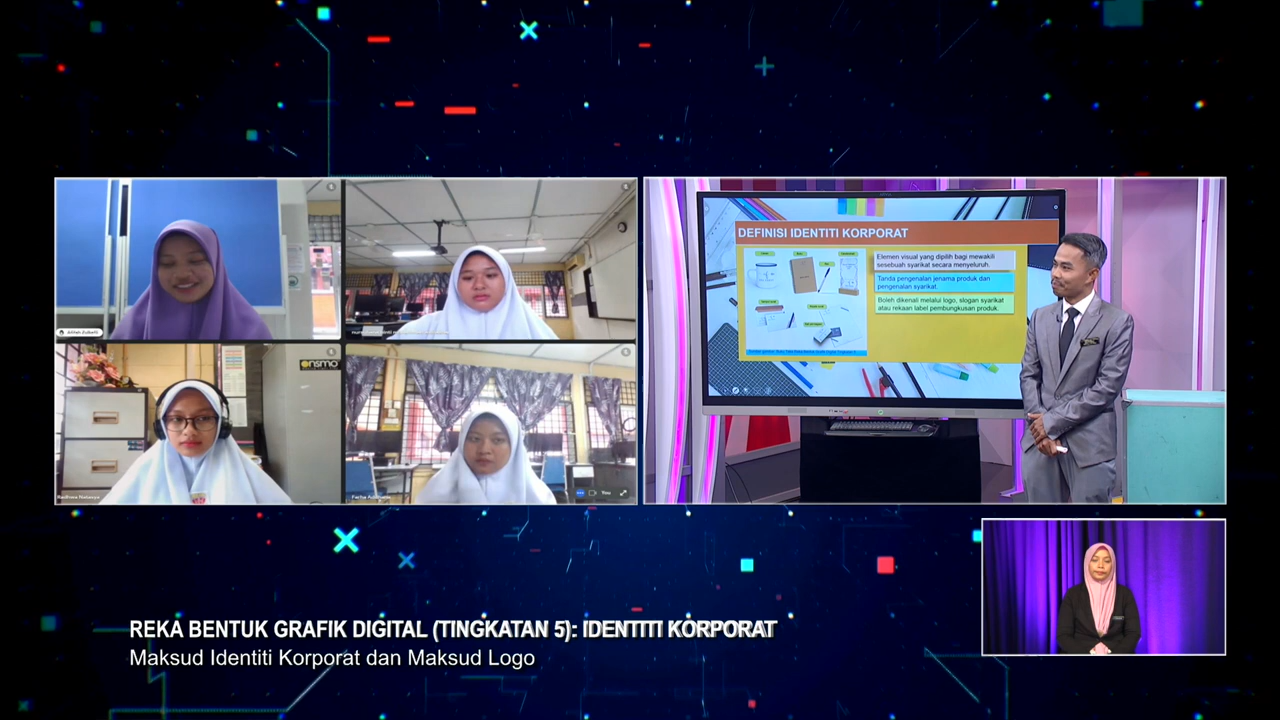 DEFINISI IDENTITI KORPORAT
Elemen visual yang dipilih bagi mewakili
sesebuah syarikat secara menyeluruh.
Tanda pengenalan jenama produk dan
pengenalan syarikat.
Boleh dikenali melalui logo, slogan syarikat
atau rekaan label pembungkusan produk.
You
REKA BENTUK GRAFIK DIGITAL (TINGKATAN 5): IDENTITI KORPORAT
Maksud Identiti Korporat dan Maksud Logo